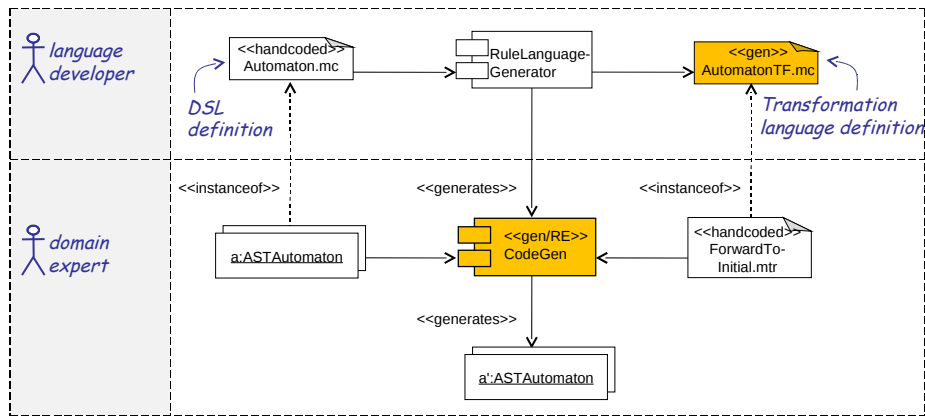 language
developer
<<handcoded>>
Automaton.mc
RuleLanguage-
Generator
<<gen>>
AutomatonTF.mc
DSL
definition
Transformation
language definition
<<instanceof>>
<<generates>>
<<instanceof>>
domain
expert
a:ASTAutomaton
<<gen/RE>>
CodeGen
<<handcoded>>
ForwardTo-
Initial.mtr
<<generates>>
a':ASTAutomaton